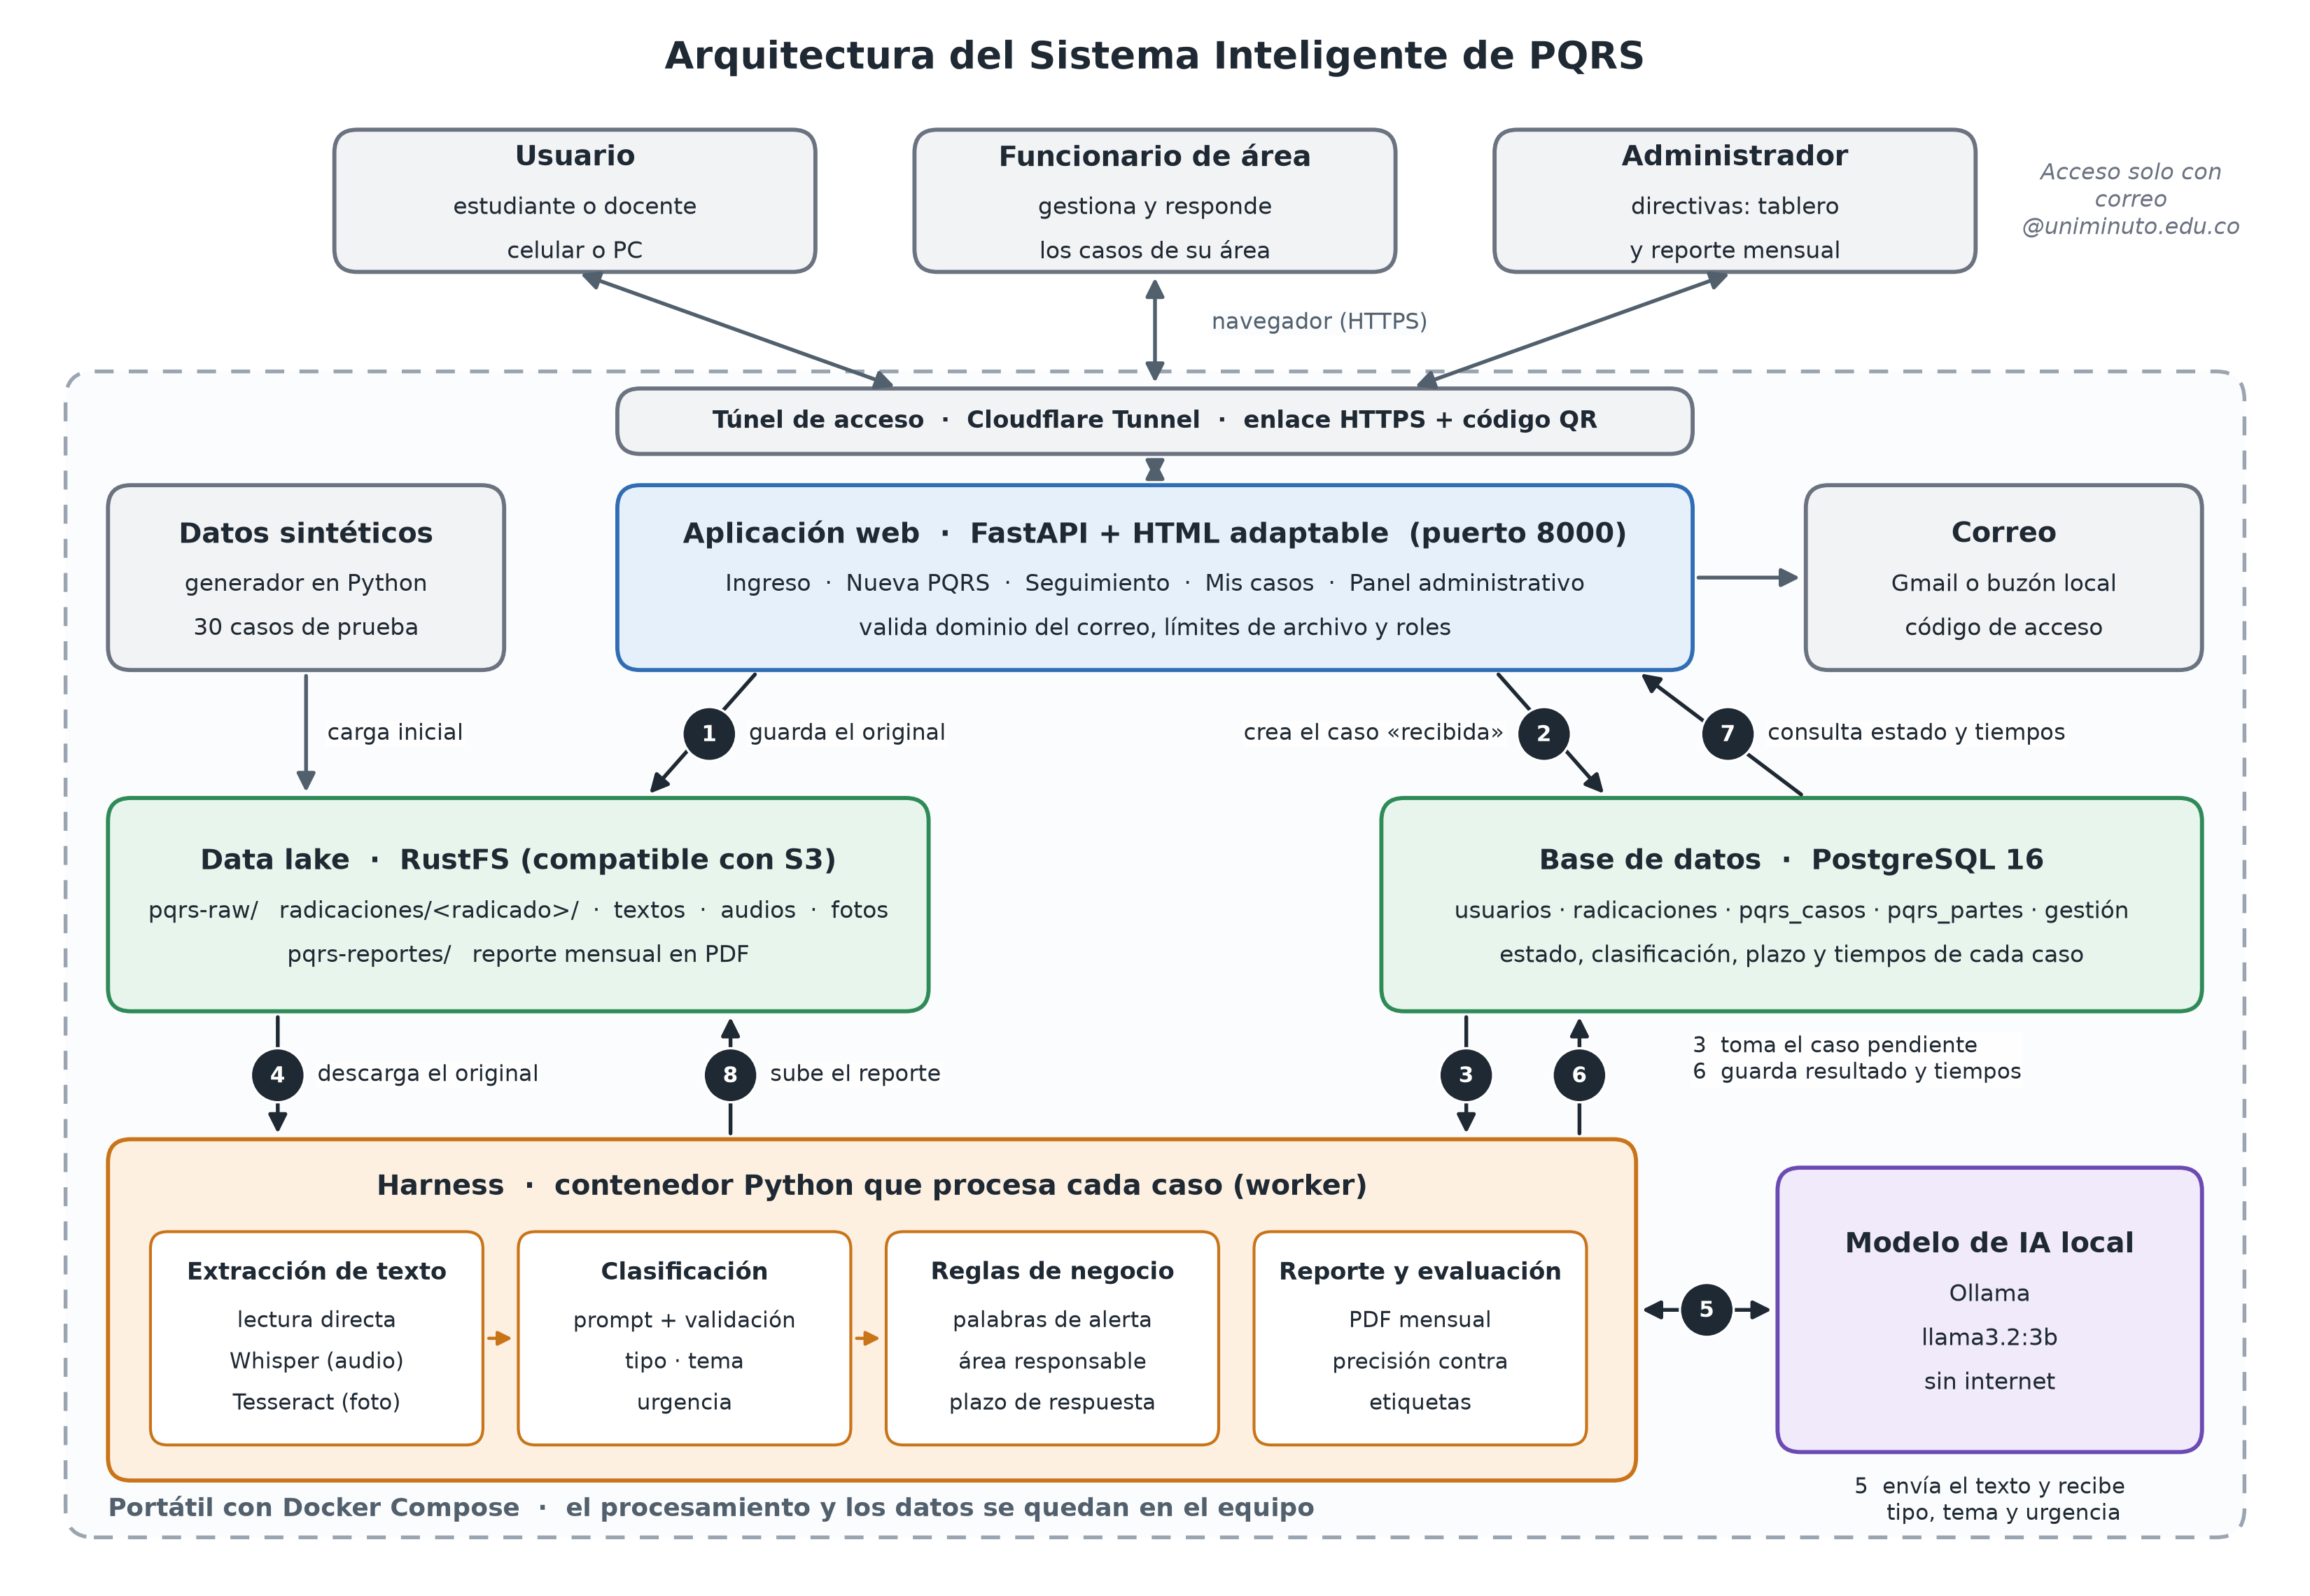 Arquitectura del Sistema Inteligente de PQRS
Usuario
estudiante o docente
celular o PC
Funcionario de área
gestiona y responde
los casos de su área
Administrador
directivas: tablero
y reporte mensual
Acceso solo con
correo
@uniminuto.edu.co
navegador (HTTPS)
Túnel de acceso · Cloudflare Tunnel · enlace HTTPS + código QR
Datos sintéticos
generador en Python
30 casos de prueba
Aplicación web · FastAPI + HTML adaptable (puerto 8000)
Ingreso · Nueva PQRS · Seguimiento · Mis casos · Panel administrativo
valida dominio del correo, límites de archivo y roles
Correo
Gmail o buzón local
código de acceso
carga inicial
1 guarda el original
crea el caso «recibida» 2
7 consulta estado y tiempos
Data lake · RustFS (compatible con S3)
pqrs-raw/ radicaciones/<radicado>/ · textos · audios · fotos
pqrs-reportes/ reporte mensual en PDF
Base de datos · PostgreSQL 16
usuarios · radicaciones · pqrs_casos · pqrs_partes · gestión
estado, clasificación, plazo y tiempos de cada caso
4 descarga el original
8 sube el reporte
3
6
3 toma el caso pendiente
6 guarda resultado y tiempos
Harness · contenedor Python que procesa cada caso (worker)
Extracción de texto
lectura directa
Whisper (audio)
Tesseract (foto)
Clasificación
prompt + validación
tipo · tema
urgencia
Reglas de negocio
palabras de alerta
área responsable
plazo de respuesta
Reporte y evaluación
PDF mensual
precisión contra
etiquetas
5
Modelo de IA local
Ollama
llama3.2:3b
sin internet
5 envía el texto y recibe
tipo, tema y urgencia
Portátil con Docker Compose · el procesamiento y los datos se quedan en el equipo